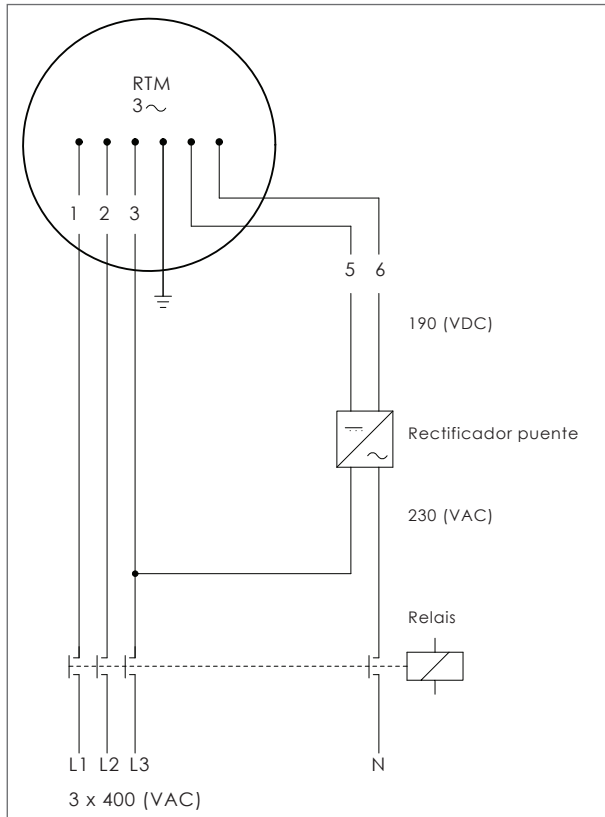 RTM
3~
1 2 3
5 6
190 (VDC)
Rectificador puente
230 (VAC)
Relais
L1 L2 L3 N
3 x 400 (VAC)